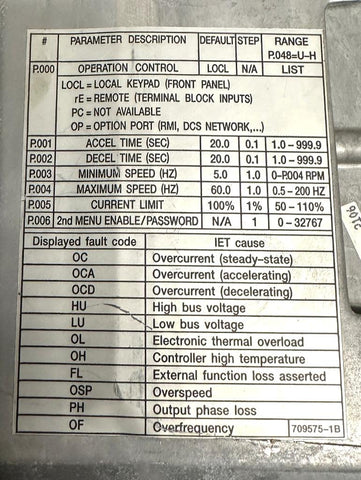 # PARAMETER DESCRIPTION DEFAULT STEP RANGE
P.048=U-H
P.000 OPERATION CONTROL LOCL N/A LIST
LOCL = LOCAL KEYPAD (FRONT PANEL)
rE = REMOTE (TERMINAL BLOCK INPUTS)
PC = NOT AVAILABLE
OP = OPTION PORT (RMI, DCS NETWORK,...)
P.001 ACCEL TIME (SEC) 20.0 0.1 1.0 – 999.9
P.002 DECEL TIME (SEC) 20.0 0.1 1.0 – 999.9
P.003 MINIMUM SPEED (HZ) 5.0 1.0 0–P.004 RPM
P.004 MAXIMUM SPEED (HZ) 60.0 1.0 0.5 – 200 HZ
P.005 CURRENT LIMIT 100% 1% 50 – 110%
P.006 2nd MENU ENABLE/PASSWORD N/A 1 0 – 32767
Displayed fault code IET cause
OC Overcurrent (steady–state)
OCA Overcurrent (accelerating)
OCD Overcurrent (decelerating)
HU High bus voltage
LU Low bus voltage
OL Electronic thermal overload
OH Controller high temperature
FL External function loss asserted
OSP Overspeed
PH Output phase loss
OF Overfrequency 709575–1B